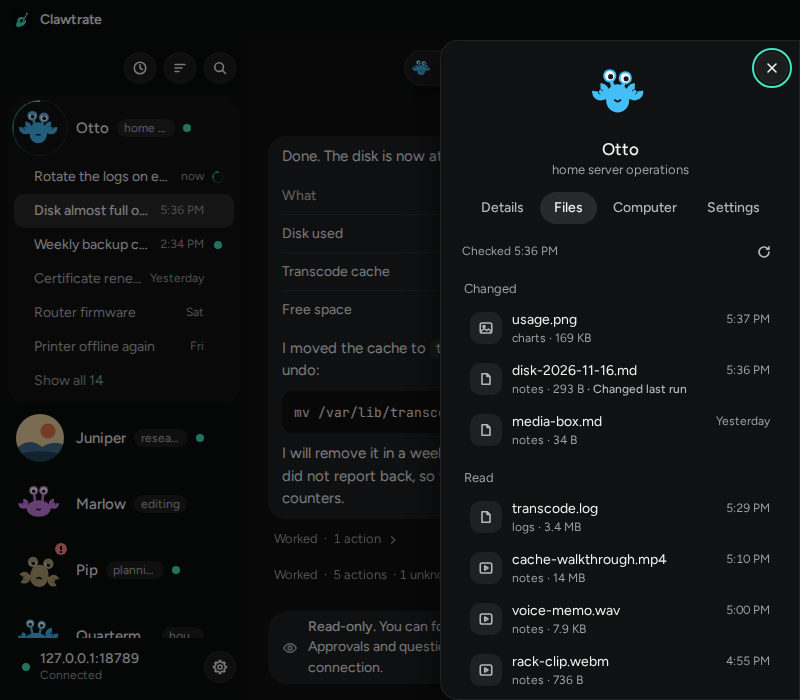 Clawtrate
Otto home ...
Rotate the logs on e... now
Disk almost full o... 5:36 PM
Weekly backup c... 2:34 PM
Certificate rene... Yesterday
Router firmware Sat
Printer offline again Fri
Show all 14
Juniper resea...
Marlow editing
Pip planni...
Quarterm hou
127.0.0.1:18789
Connected
Done. The disk is now at
What
Disk used
Transcode cache
Free space
I moved the cache to t
undo:
mv /var/lib/transco
I will remove it in a week
did not report back, so
counters.
Worked · 1 action
Worked · 5 actions · 1 unkno
Read-only. You can fo
Approvals and questi
connection.
Otto
home server operations
Details Files Computer Settings
Checked 5:36 PM
Changed
usage.png 5:37 PM
charts · 169 KB
disk-2026-11-16.md 5:36 PM
notes · 293 B · Changed last run
media-box.md Yesterday
notes · 34 B
Read
transcode.log 5:29 PM
logs · 3.4 MB
cache-walkthrough.mp4 5:10 PM
notes · 14 MB
voice-memo.wav 5:00 PM
notes · 7.9 KB
rack-clip.webm 4:55 PM
notes · 736 B